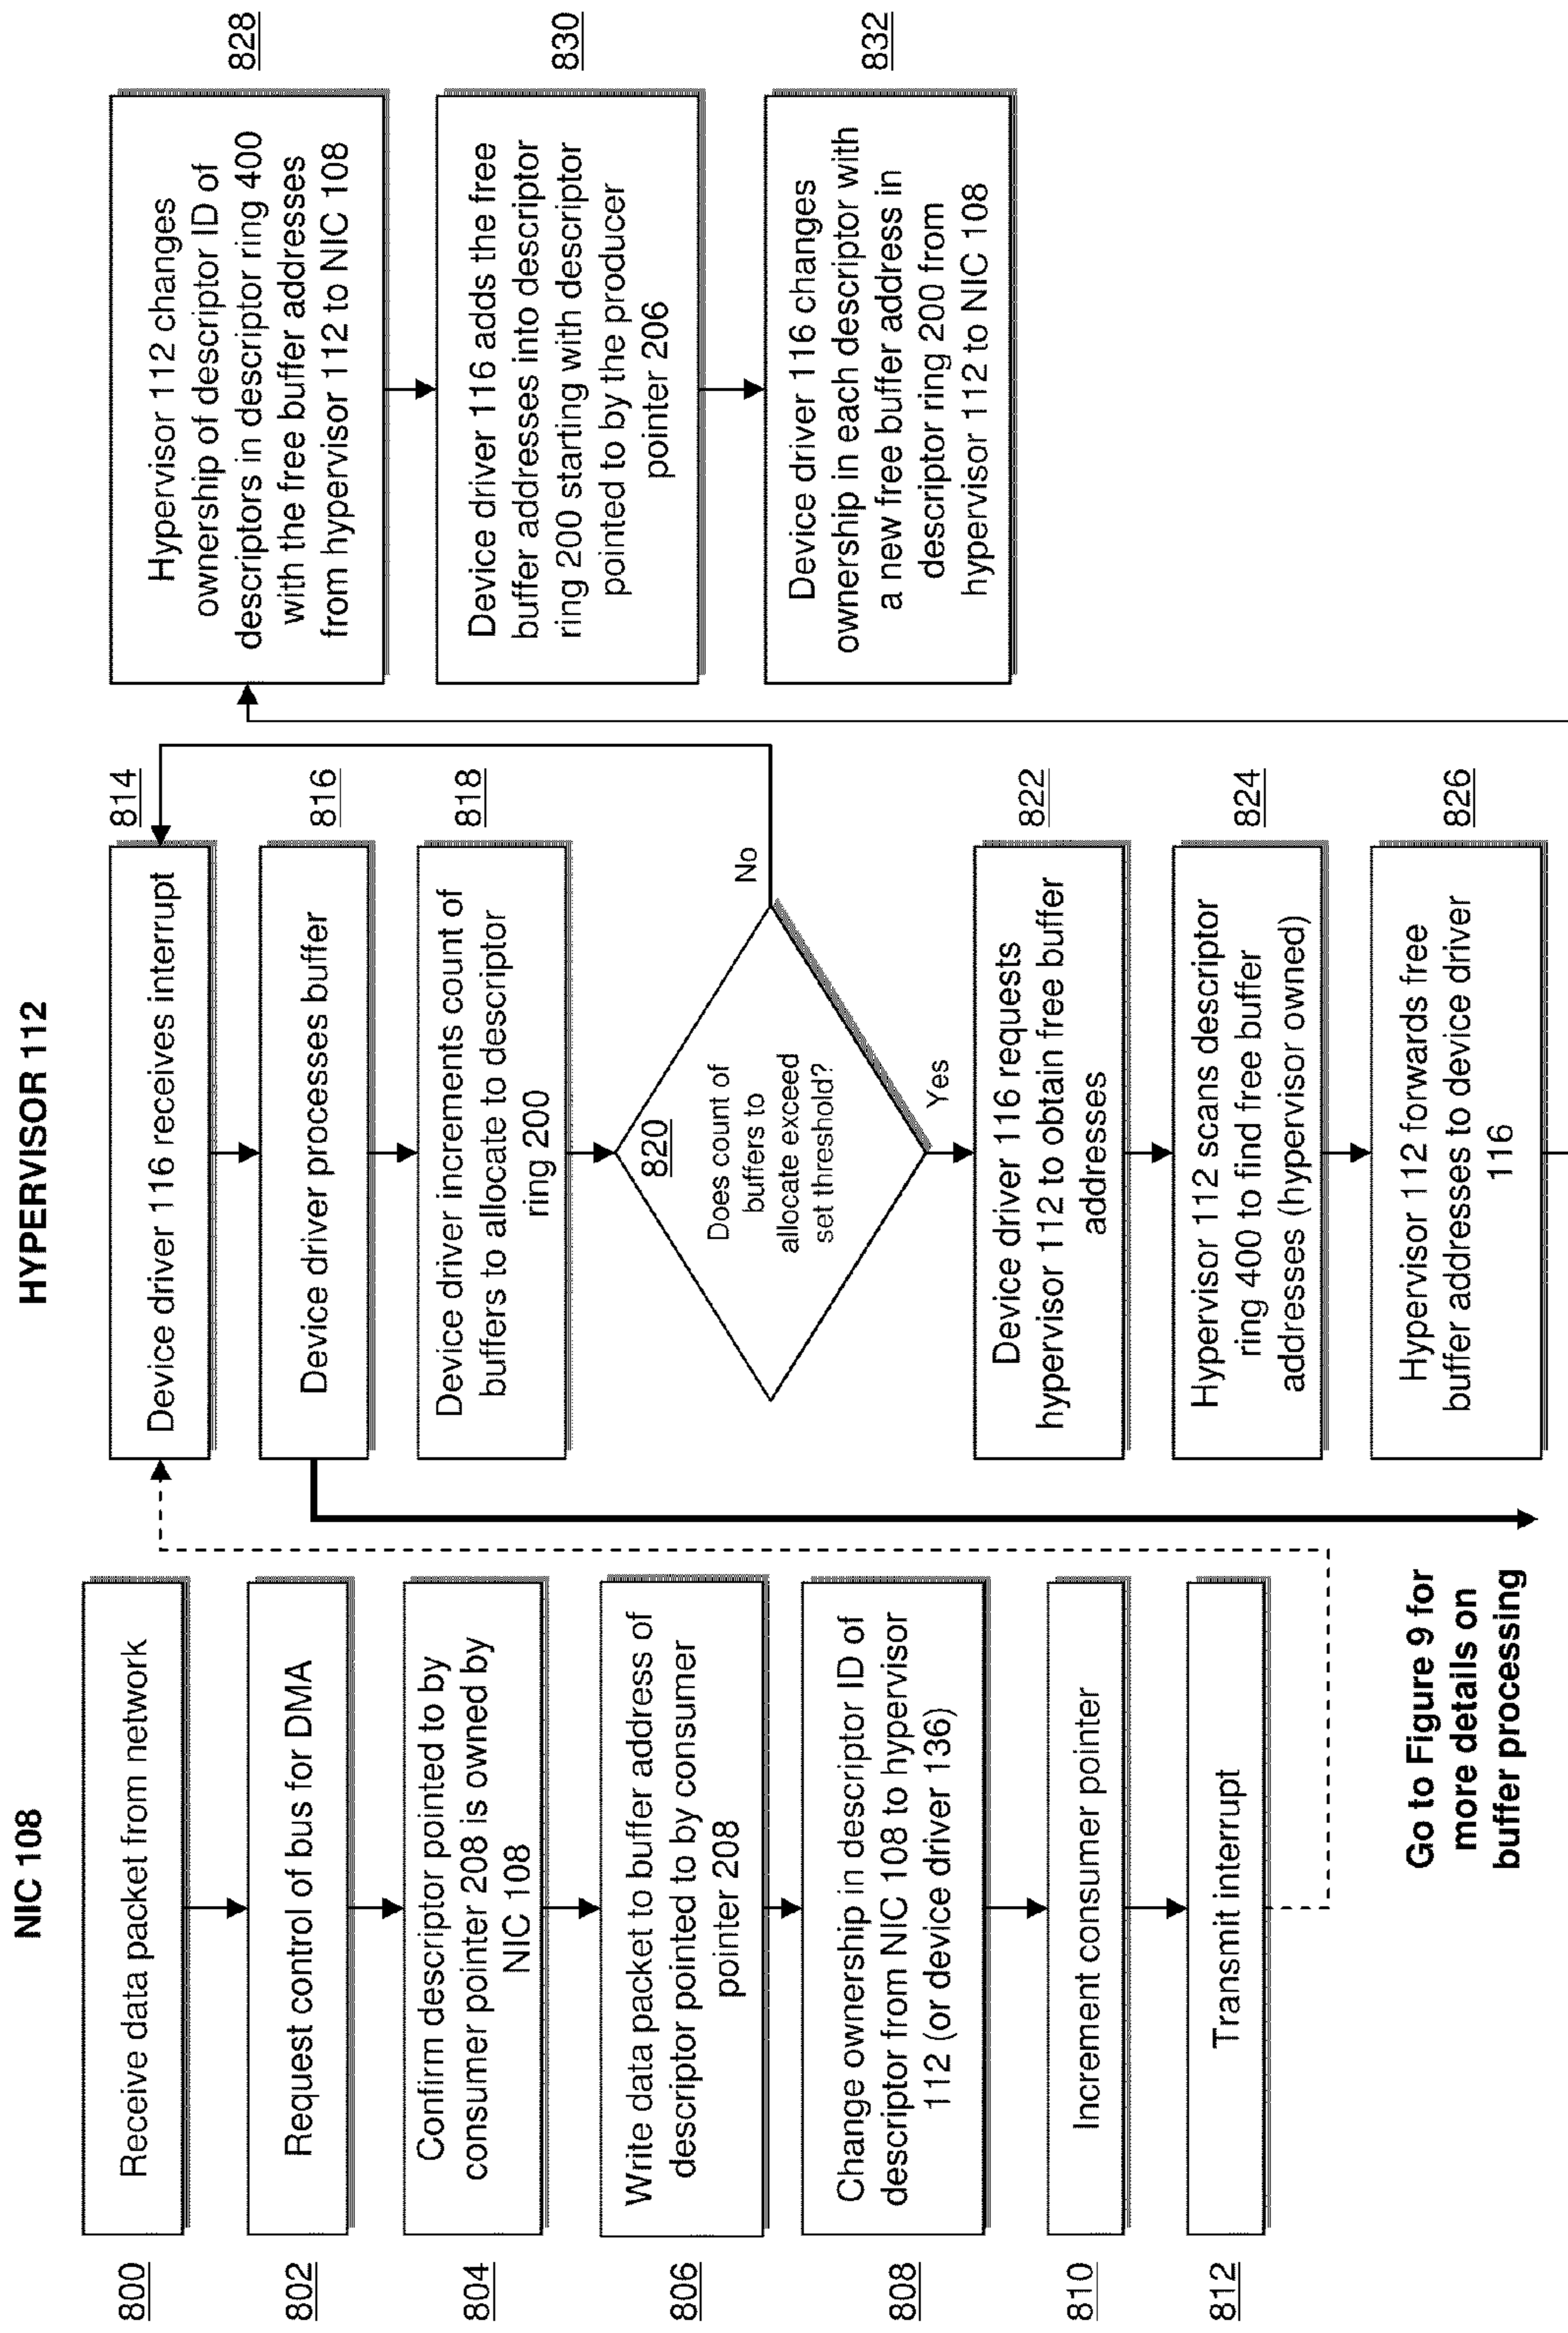 NIC 108
800
Receive data packet from network
802
Request control of bus for DMA
804
Confirm descriptor pointed to by
consumer pointer 208 is owned by
NIC 108
806
Write data packet to buffer address of
descriptor pointed to by consumer
pointer 208
808
Change ownership in descriptor ID of
descriptor from NIC 108 to hypervisor
112 (or device driver 136)
810
Increment consumer pointer
812
Transmit interrupt
Go to Figure 9 for
more details on
buffer processing
HYPERVISOR 112
814
Device driver 116 receives interrupt
816
Device driver processes buffer
818
Device driver increments count of
buffers to allocate to descriptor
ring 200
820
Does count of
buffers to
allocate exceed
set threshold?
No
Yes
822
Device driver 116 requests
hypervisor 112 to obtain free buffer
addresses
824
Hypervisor 112 scans descriptor
ring 400 to find free buffer
addresses (hypervisor owned)
826
Hypervisor 112 forwards free
buffer addresses to device driver
116
828
Hypervisor 112 changes
ownership of descriptor ID of
descriptors in descriptor ring 400
with the free buffer addresses
from hypervisor 112 to NIC 108
830
Device driver 116 adds the free
buffer addresses into descriptor
ring 200 starting with descriptor
pointed to by the producer
pointer 206
832
Device driver 116 changes
ownership in each descriptor with
a new free buffer address in
descriptor ring 200 from
hypervisor 112 to NIC 108